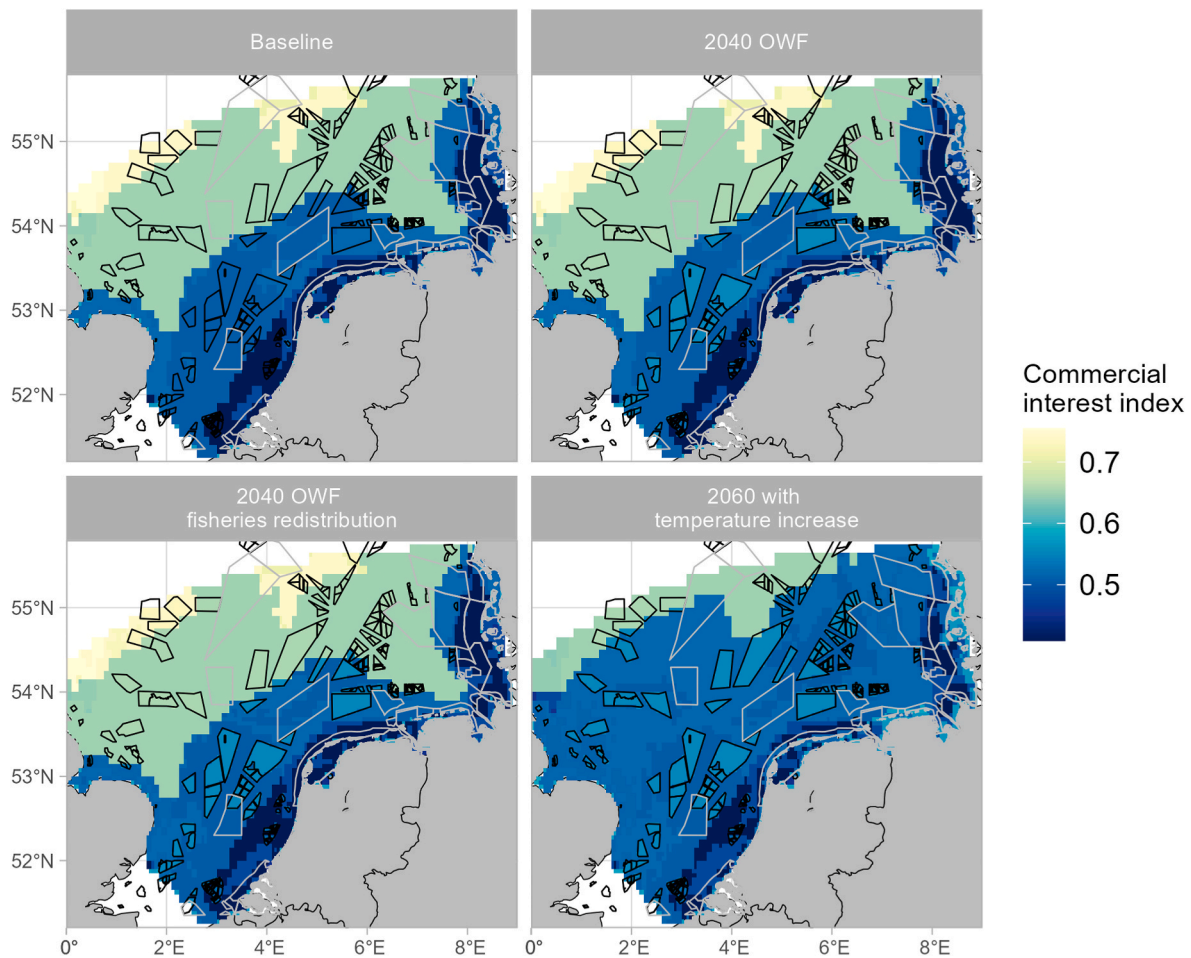 Baseline
2040 OWF
55°N
54°N
53°N
52°N
2040 OWF
fisheries redistribution
2060 with
temperature increase
55°N
54°N
53°N
52°N
0°
2°E
4°E
6°E
8°E
0°
2°E
4°E
6°E
8°E
Commercial
interest index
0.7
0.6
0.5